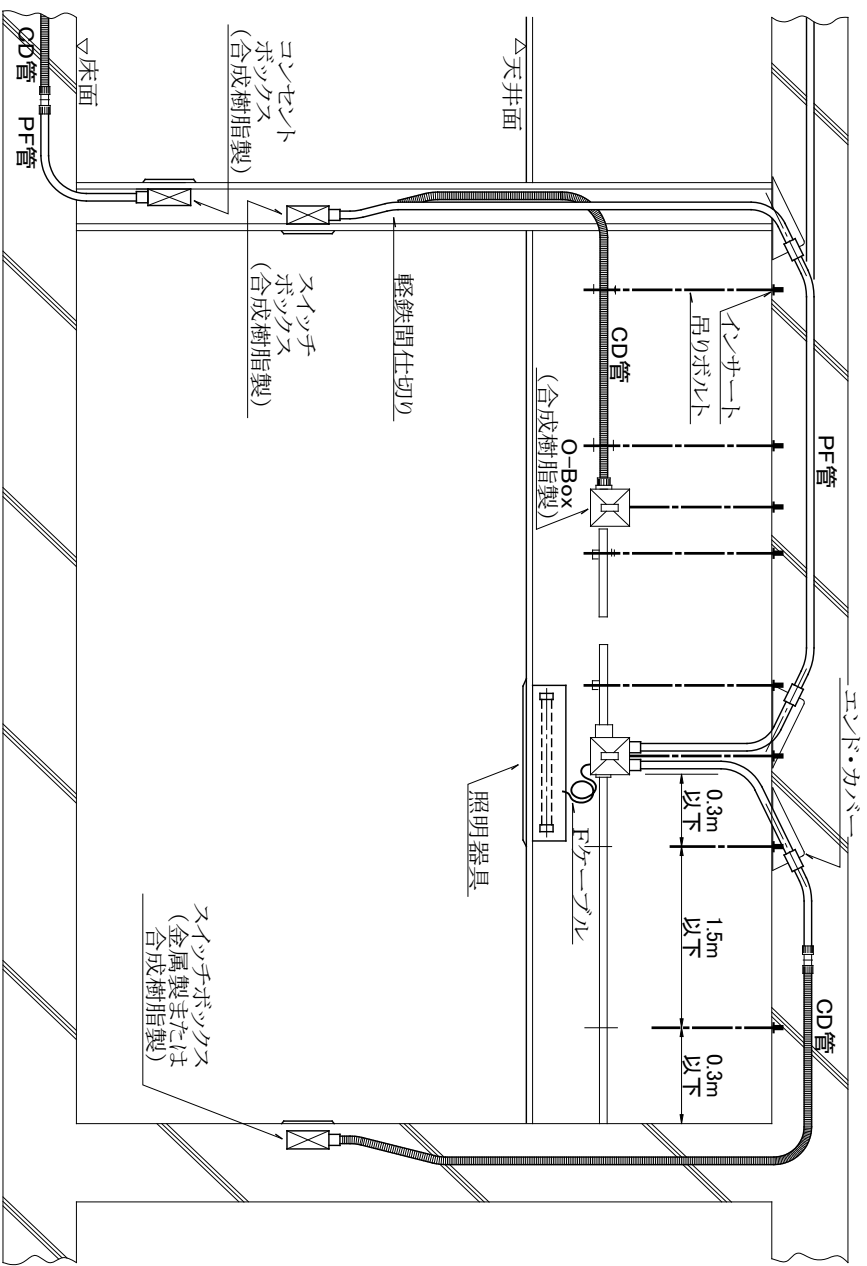 エンド・カバー
PF管
CD管
インサート
吊りボルト
CD管
O-Box
(合成樹脂製)
0.3m
以下
1.5m
以下
0.3m
以下
Fケーブル
▽天井面
照明器具
軽鉄間仕切り
スイッチ
ボックス
(合成樹脂製)
コンセント
ボックス
(合成樹脂製)
スイッチボックス
(金属製または
合成樹脂製)
▽床面
CD管
PF管